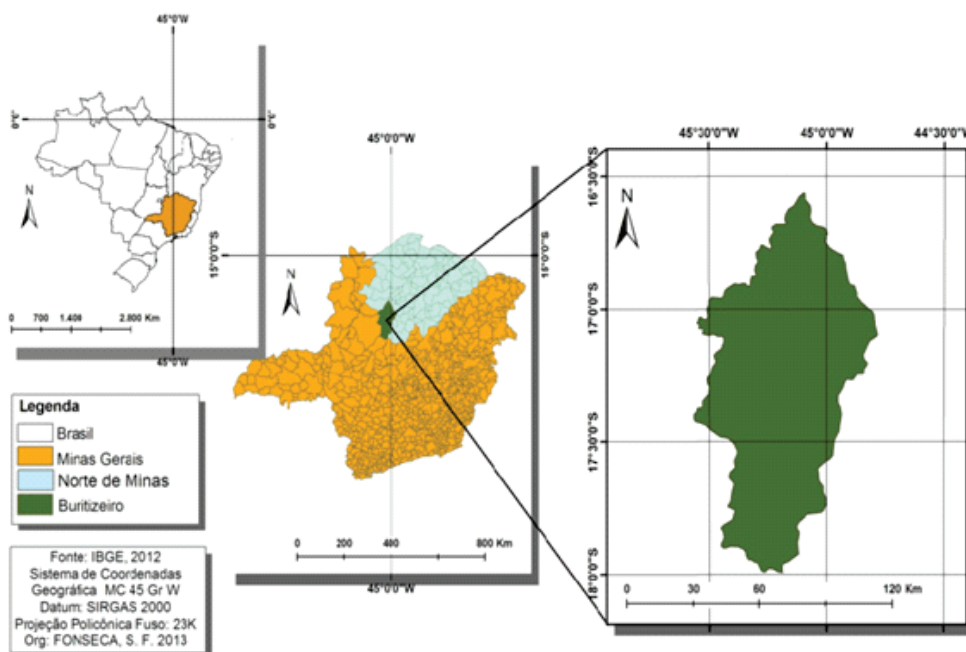 45°0'0"W
0°0'0"
0°0'0"
N
0 700 1.400 2.800 Km
45°0'0"W
45°0'0"W
15°0'0"S
15°0'0"S
N
0 200 400 800 Km
45°0'0"W
45°30'0"W 45°0'0"W 44°30'0"W
16°30'0"S
N
17°0'0"S
17°30'0"S
18°0'0"S
0 30 60 120 Km
Legenda
Brasil
Minas Gerais
Norte de Minas
Buritizeiro
Fonte: IBGE, 2012
Sistema de Coordenadas
Geográfica MC 45 Gr W
Datum: SIRGAS 2000
Projeção Policônica Fuso: 23K
Org: FONSECA, S. F. 2013